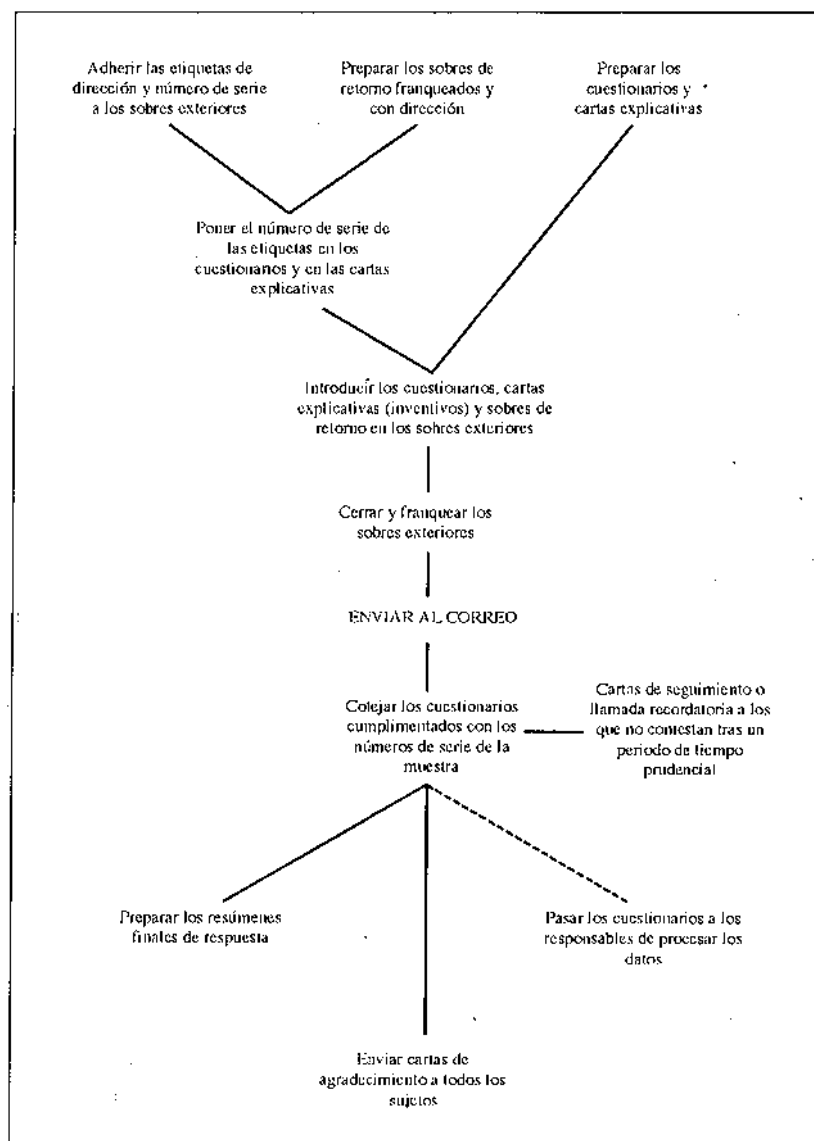 Adherir las etiquetas de
dirección y número de serie
a los sobres exteriores
Preparar los sobres de
retorno franqueados y
con dirección
Preparar los
cuestionarios y
cartas explicativas
Poner el número de serie de
las etiquetas en los
cuestionarios y en las cartas
explicativas
Introducir los cuestionarios, cartas
explicativas (inventivos) y sobres de
retorno en los sobres exteriores
Cerrar y franquear los
sobres exteriores
ENVIAR AL CORREO
Cotejar los cuestionarios
cumplimentados con los
números de serie de la
muestra
Cartas de seguimiento o
llamada recordatoria a los
que no contestan tras un
periodo de tiempo
prudencial
Preparar los resúmenes
finales de respuesta
Pasar los cuestionarios a los
responsables de procesar los
datos
Enviar cartas de
agradecimiento a todos los
sujetos